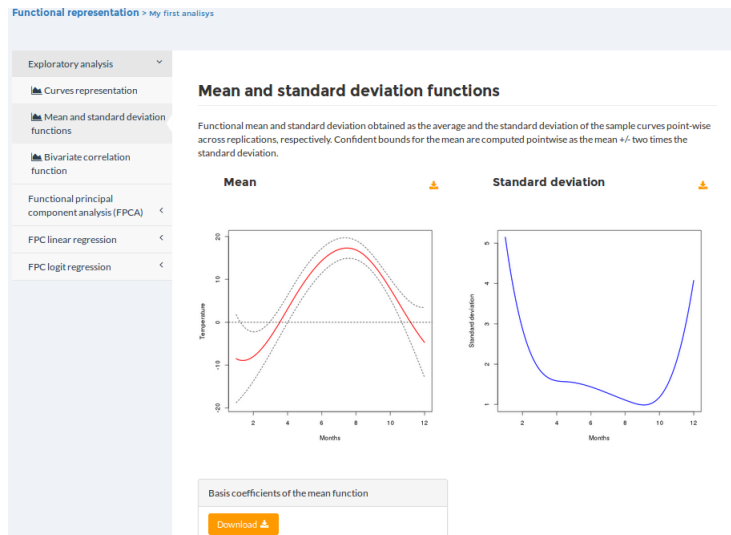 Functional representation > My first analisys
Exploratory analysis
Curves representation
Mean and standard deviation
functions
Bivariate correlation
function
Functional principal
component analysis (FPCA)
FPC linear regression
FPC logit regression
Mean and standard deviation functions
Functional mean and standard deviation obtained as the average and the standard deviation of the sample curves point-wise
across replications, respectively. Confident bounds for the mean are computed pointwise as the mean +/- two times the
standard deviation.
Mean
Temperature
20
10
0
-10
-20
2 4 6 8 10 12
Months
Standard deviation
Standard deviation
5
4
3
2
1
2 4 6 8 10 12
Months
Basis coefficients of the mean function
Download